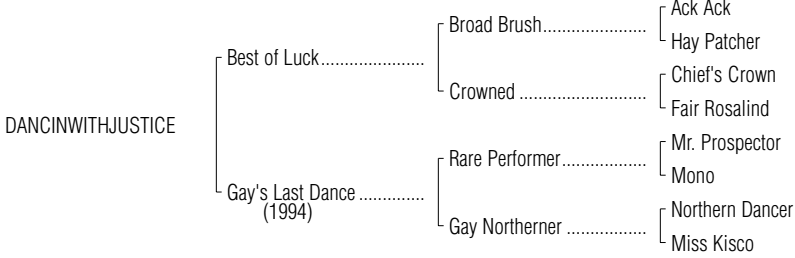 Ack Ack
Broad Brush......................
Hay Patcher
Best of Luck......................
Chief's Crown
Crowned ...........................
Fair Rosalind
DANCINWITHJUSTICE
Mr. Prospector
Rare Performer..................
Mono
Gay's Last Dance ..............
(1994)
Northern Dancer
Gay Northerner .................
Miss Kisco